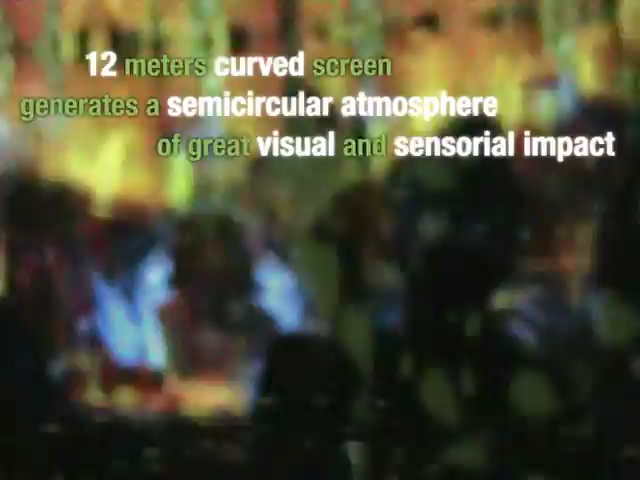 12 meters curved screen
generates a semicircular atmosphere
of great visual and sensorial impact